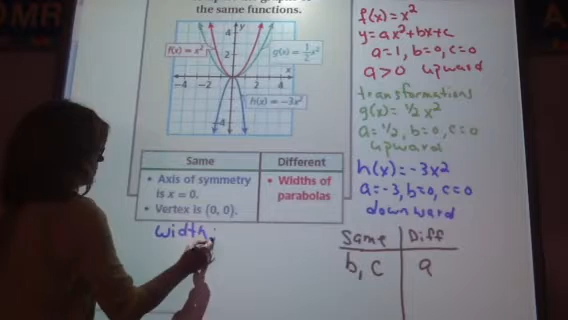 the same functions.
f(x) = x²
g(x) = ½x²
h(x) = −3x²
y
x
4
2
−4
−4
−2
2
4
Same
Different
• Axis of symmetry
is x = 0.
• Vertex is (0, 0).
• Widths of
parabolas
width:
f(x) = x²
y = ax² + bx + c
a = 1, b = 0, c = 0
a > 0 upward
transformations
g(x) = ½ x²
a = ½, b = 0, c = 0
upward
h(x) = -3x²
a = -3, b = 0, c = 0
downward
Same Diff
b, c a